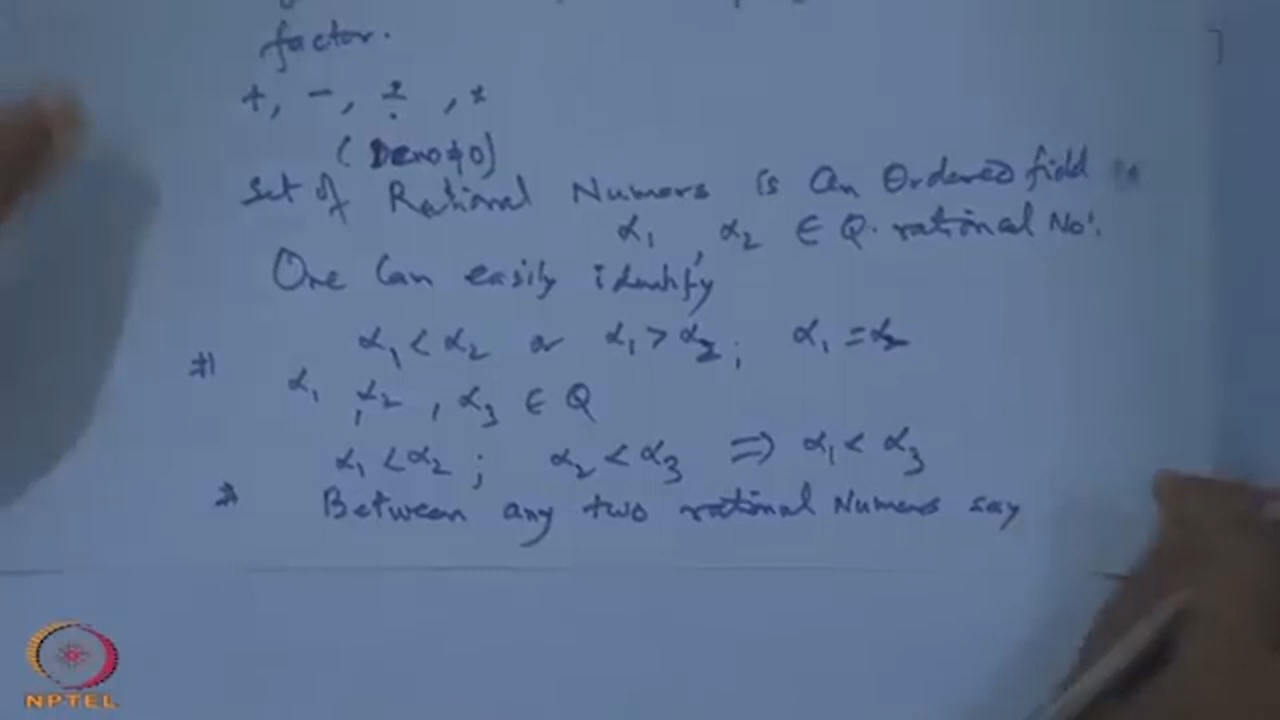 factor.
+, -, ÷, ×
(Deno ≠ 0)
Set of Rational Numers is an Ordered field
α₁, α₂ ∈ Q. rational No.
One Can easily identify
α₁ < α₂ or α₁ > α₂; α₁ = α₂
α₁, α₂, α₃ ∈ Q
α₁ < α₂; α₂ < α₃ ⇒ α₁ < α₃
Between any two rational Numers say
NPTEL